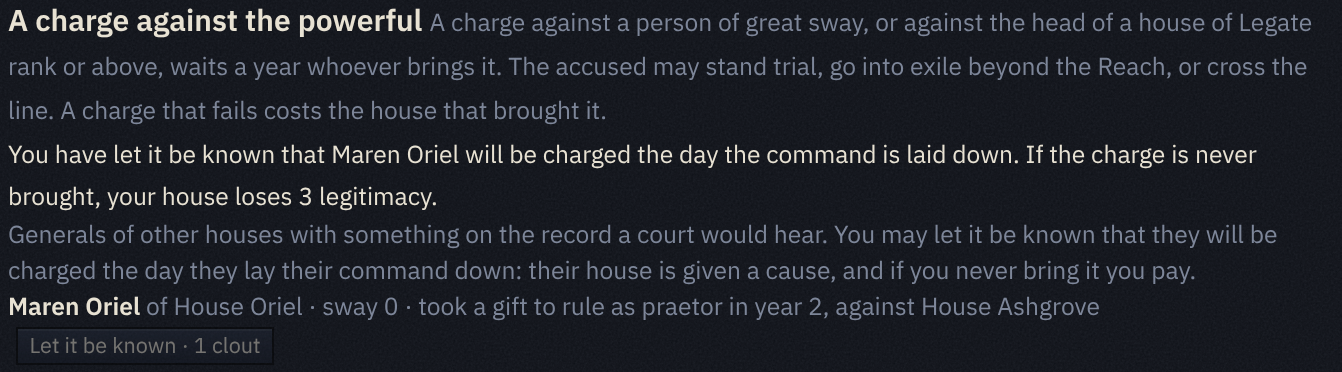 A charge against the powerful A charge against a person of great sway, or against the head of a house of Legate
rank or above, waits a year whoever brings it. The accused may stand trial, go into exile beyond the Reach, or cross the
line. A charge that fails costs the house that brought it.
You have let it be known that Maren Oriel will be charged the day the command is laid down. If the charge is never
brought, your house loses 3 legitimacy.
Generals of other houses with something on the record a court would hear. You may let it be known that they will be
charged the day they lay their command down: their house is given a cause, and if you never bring it you pay.
Maren Oriel of House Oriel · sway 0 · took a gift to rule as praetor in year 2, against House Ashgrove
Let it be known · 1 clout